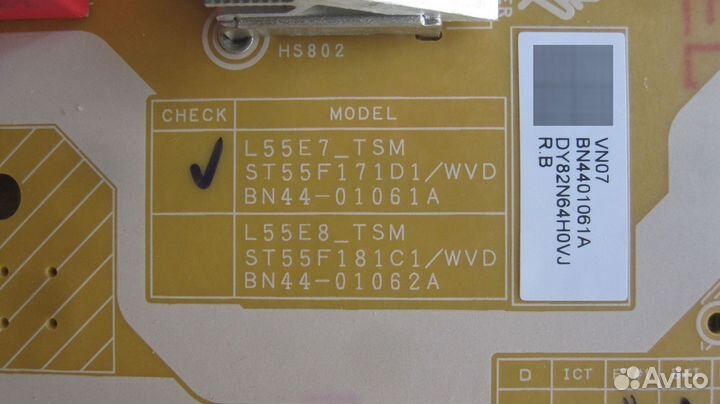 HS802
CHECK MODEL
L55E7_TSM
ST55F171D1/WVD
BN44-01061A
L55E8_TSM
ST55F181C1/WVD
BN44-01062A
VN07
BN4401061A
DY82N64H0VJ
R.B
D ICT
Avito